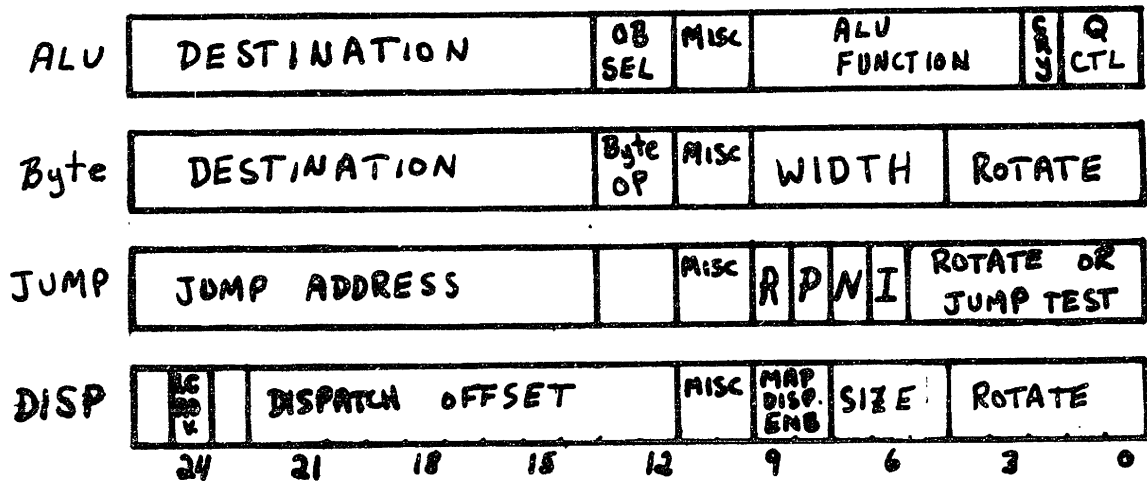 ALU DESTINATION OB SEL MISC ALU FUNCTION CRY Q CTL
Byte DESTINATION Byte OP MISC WIDTH ROTATE
JUMP JUMP ADDRESS MISC R P N I ROTATE OR JUMP TEST
DISP DISPATCH OFFSET MISC MAP DISP. ENB SIZE ROTATE
24 21 18 15 12 9 6 3 0